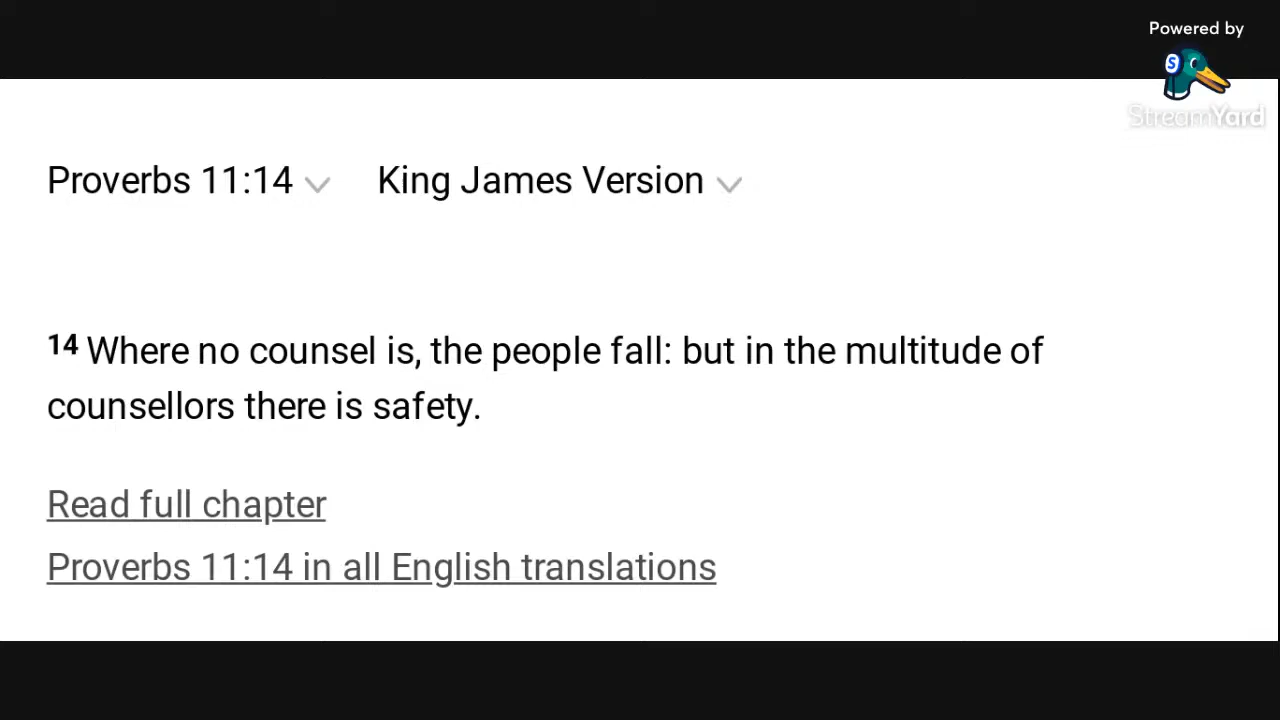 Powered by
S
StreamYard
Proverbs 11:14 King James Version
14 Where no counsel is, the people fall: but in the multitude of
counsellors there is safety.
Read full chapter
Proverbs 11:14 in all English translations